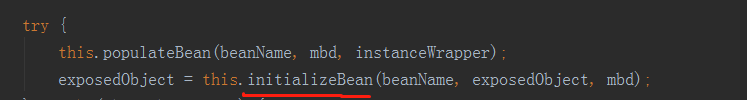 try {
this.populateBean(beanName, mbd, instanceWrapper);
exposedObject = this.initializeBean(beanName, exposedObject, mbd);